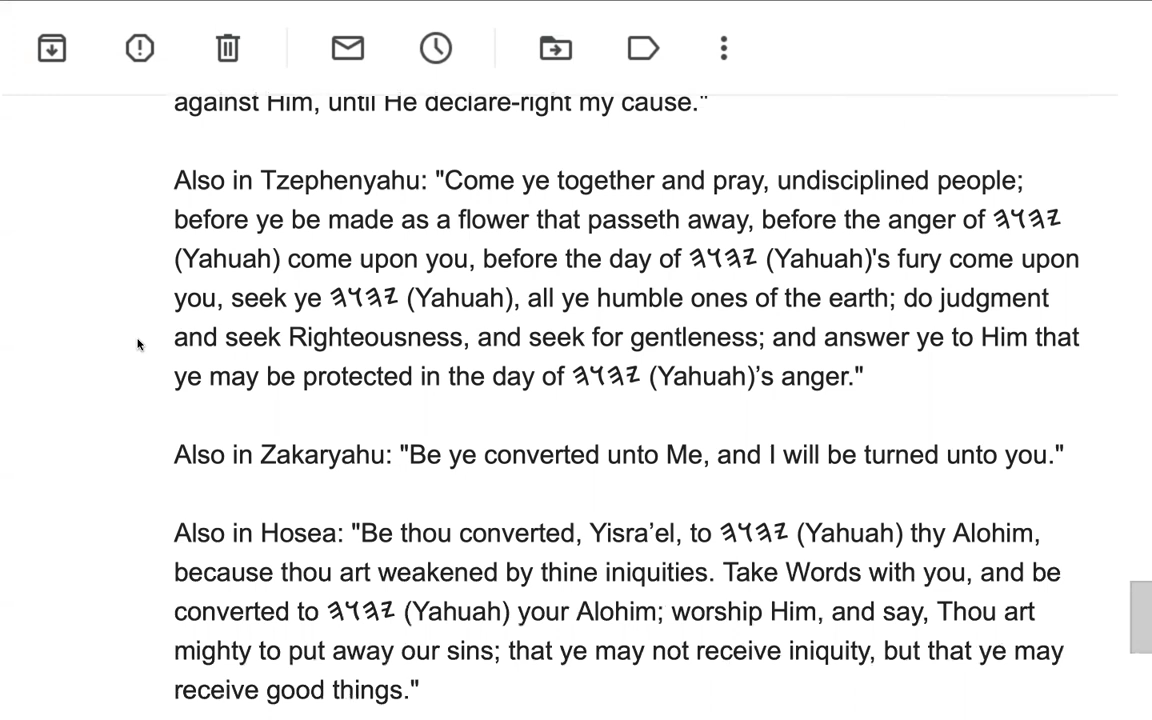 against Him, until He declare-right my cause."
Also in Tzephenyahu: "Come ye together and pray, undisciplined people;
before ye be made as a flower that passeth away, before the anger of 𐤄𐤅𐤄𐤉
(Yahuah) come upon you, before the day of 𐤄𐤅𐤄𐤉 (Yahuah)'s fury come upon
you, seek ye 𐤄𐤅𐤄𐤉 (Yahuah), all ye humble ones of the earth; do judgment
and seek Righteousness, and seek for gentleness; and answer ye to Him that
ye may be protected in the day of 𐤄𐤅𐤄𐤉 (Yahuah)’s anger."
Also in Zakaryahu: "Be ye converted unto Me, and I will be turned unto you."
Also in Hosea: "Be thou converted, Yisra’el, to 𐤄𐤅𐤄𐤉 (Yahuah) thy Alohim,
because thou art weakened by thine iniquities. Take Words with you, and be
converted to 𐤄𐤅𐤄𐤉 (Yahuah) your Alohim; worship Him, and say, Thou art
mighty to put away our sins; that ye may not receive iniquity, but that ye may
receive good things."